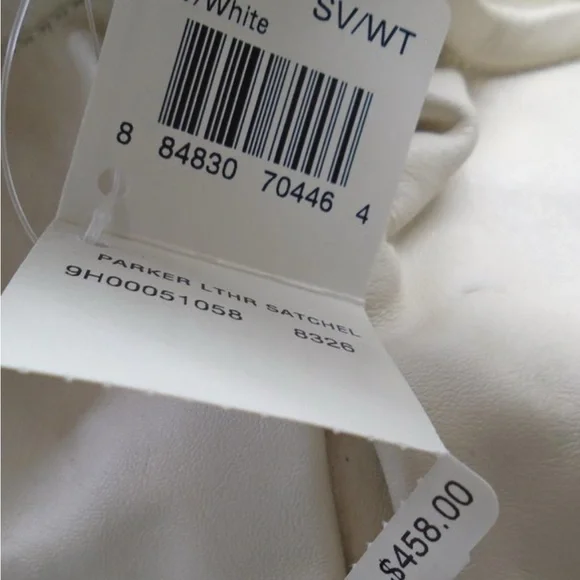 /White
SV/WT
8 84830 70446 4
PARKER LTHR SATCHEL
9H00051058 8326
$458.00